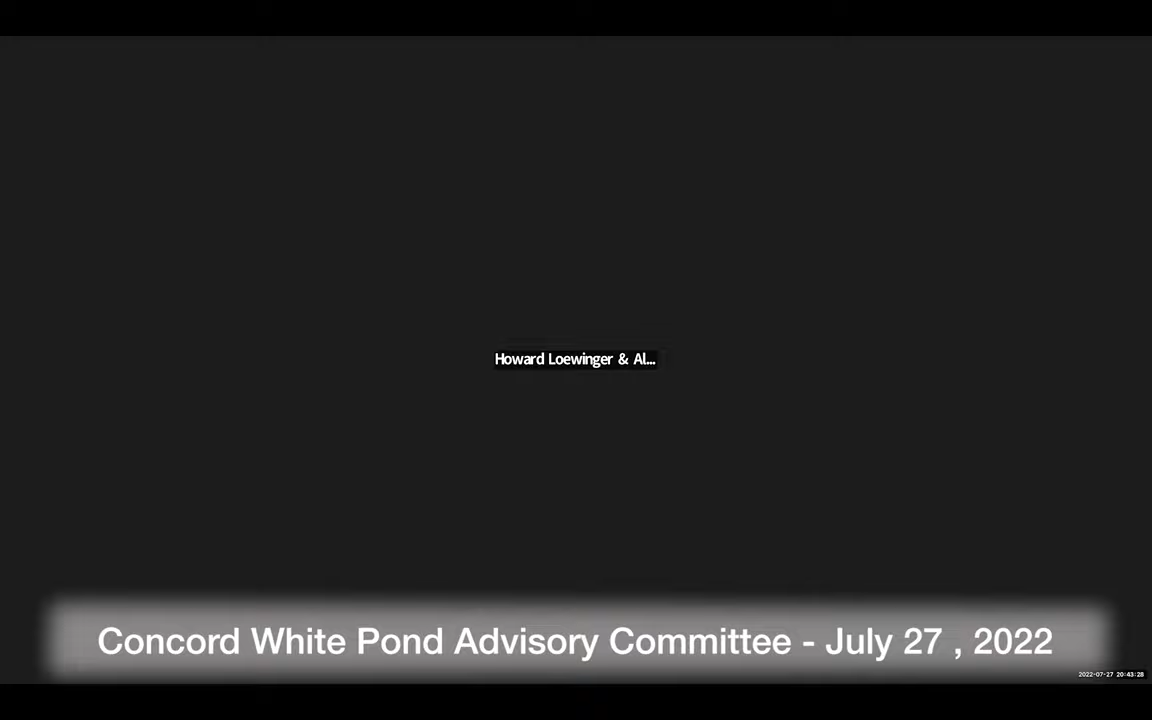 Howard Loewinger & Al...
Concord White Pond Advisory Committee - July 27 , 2022
2022-07-27 20:43:28